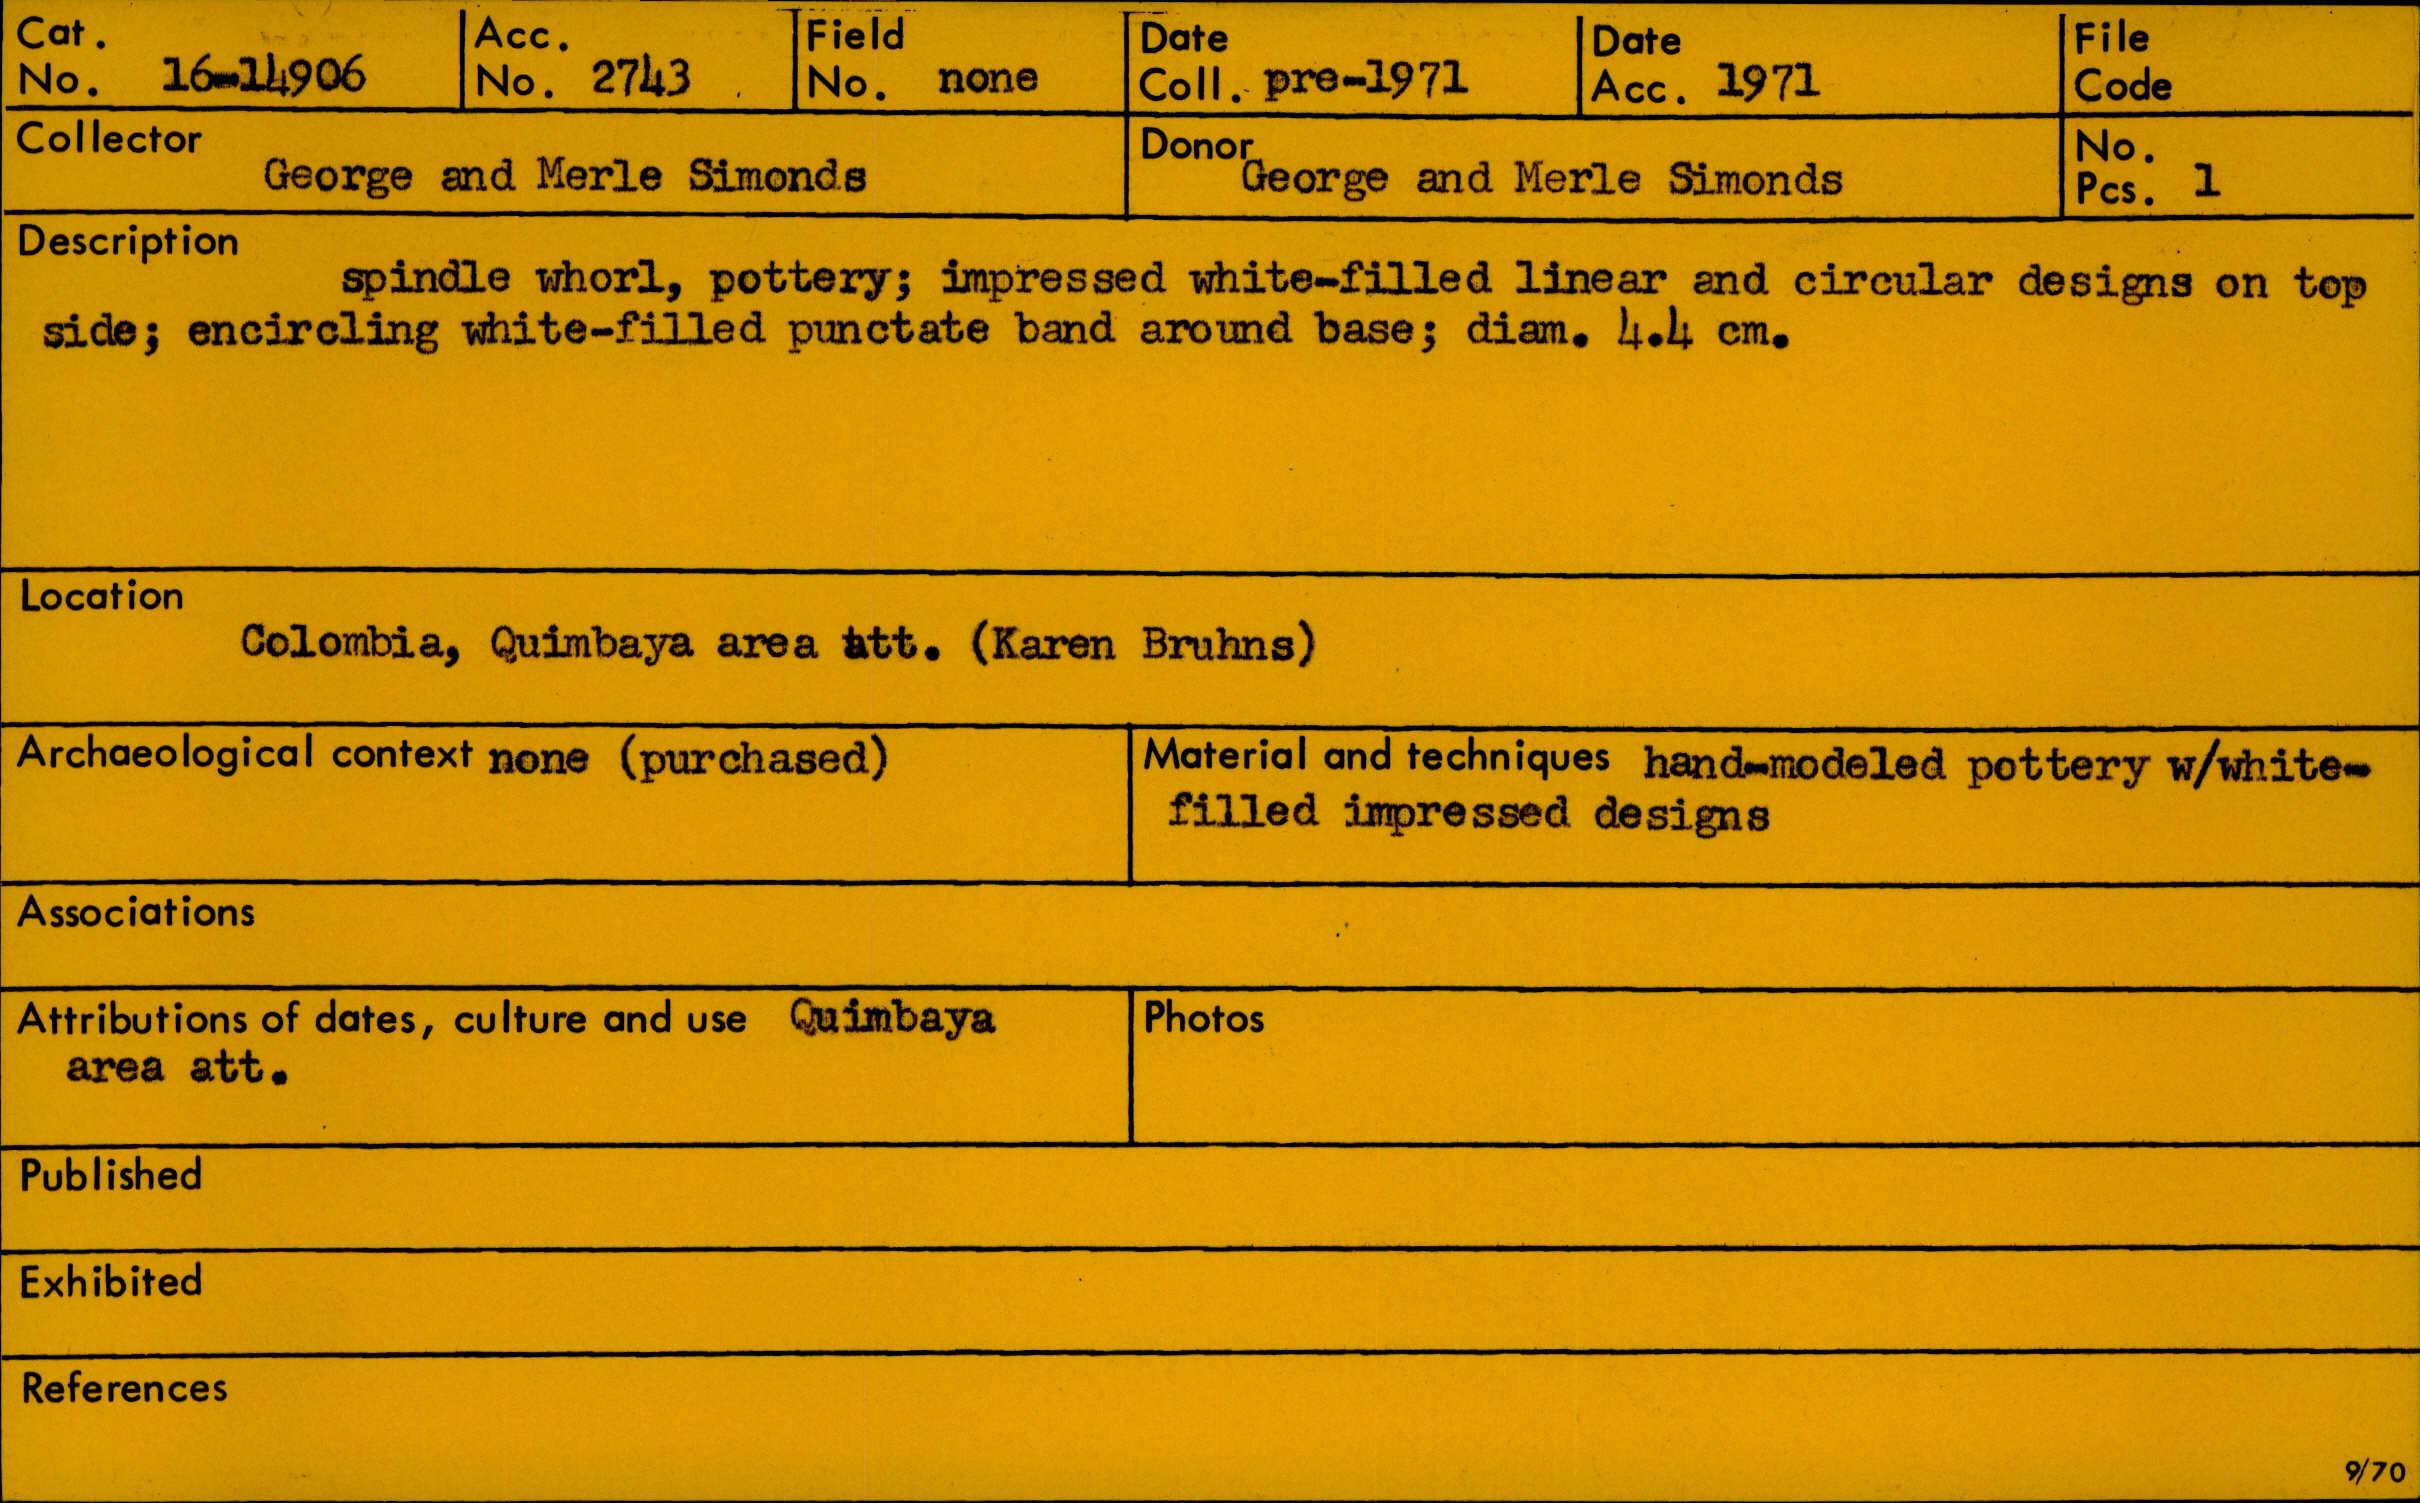 Cat. No. 16-14906
Acc. No. 2743
Field No. none
Date Coll. pre-1971
Date Acc. 1971
File Code
Collector
George and Merle Simonds
Donor
George and Merle Simonds
No. Pcs. 1
Description
spindle whorl, pottery; impressed white-filled linear and circular designs on top
side; encircling white-filled punctate band around base; diam. 4.4 cm.
Location
Colombia, Quimbaya area att. (Karen Bruhns)
Archaeological context none (purchased)
Material and techniques hand-modeled pottery w/white-
filled impressed designs
Associations
Attributions of dates, culture and use Quimbaya
area att.
Photos
Published
Exhibited
References
9/70